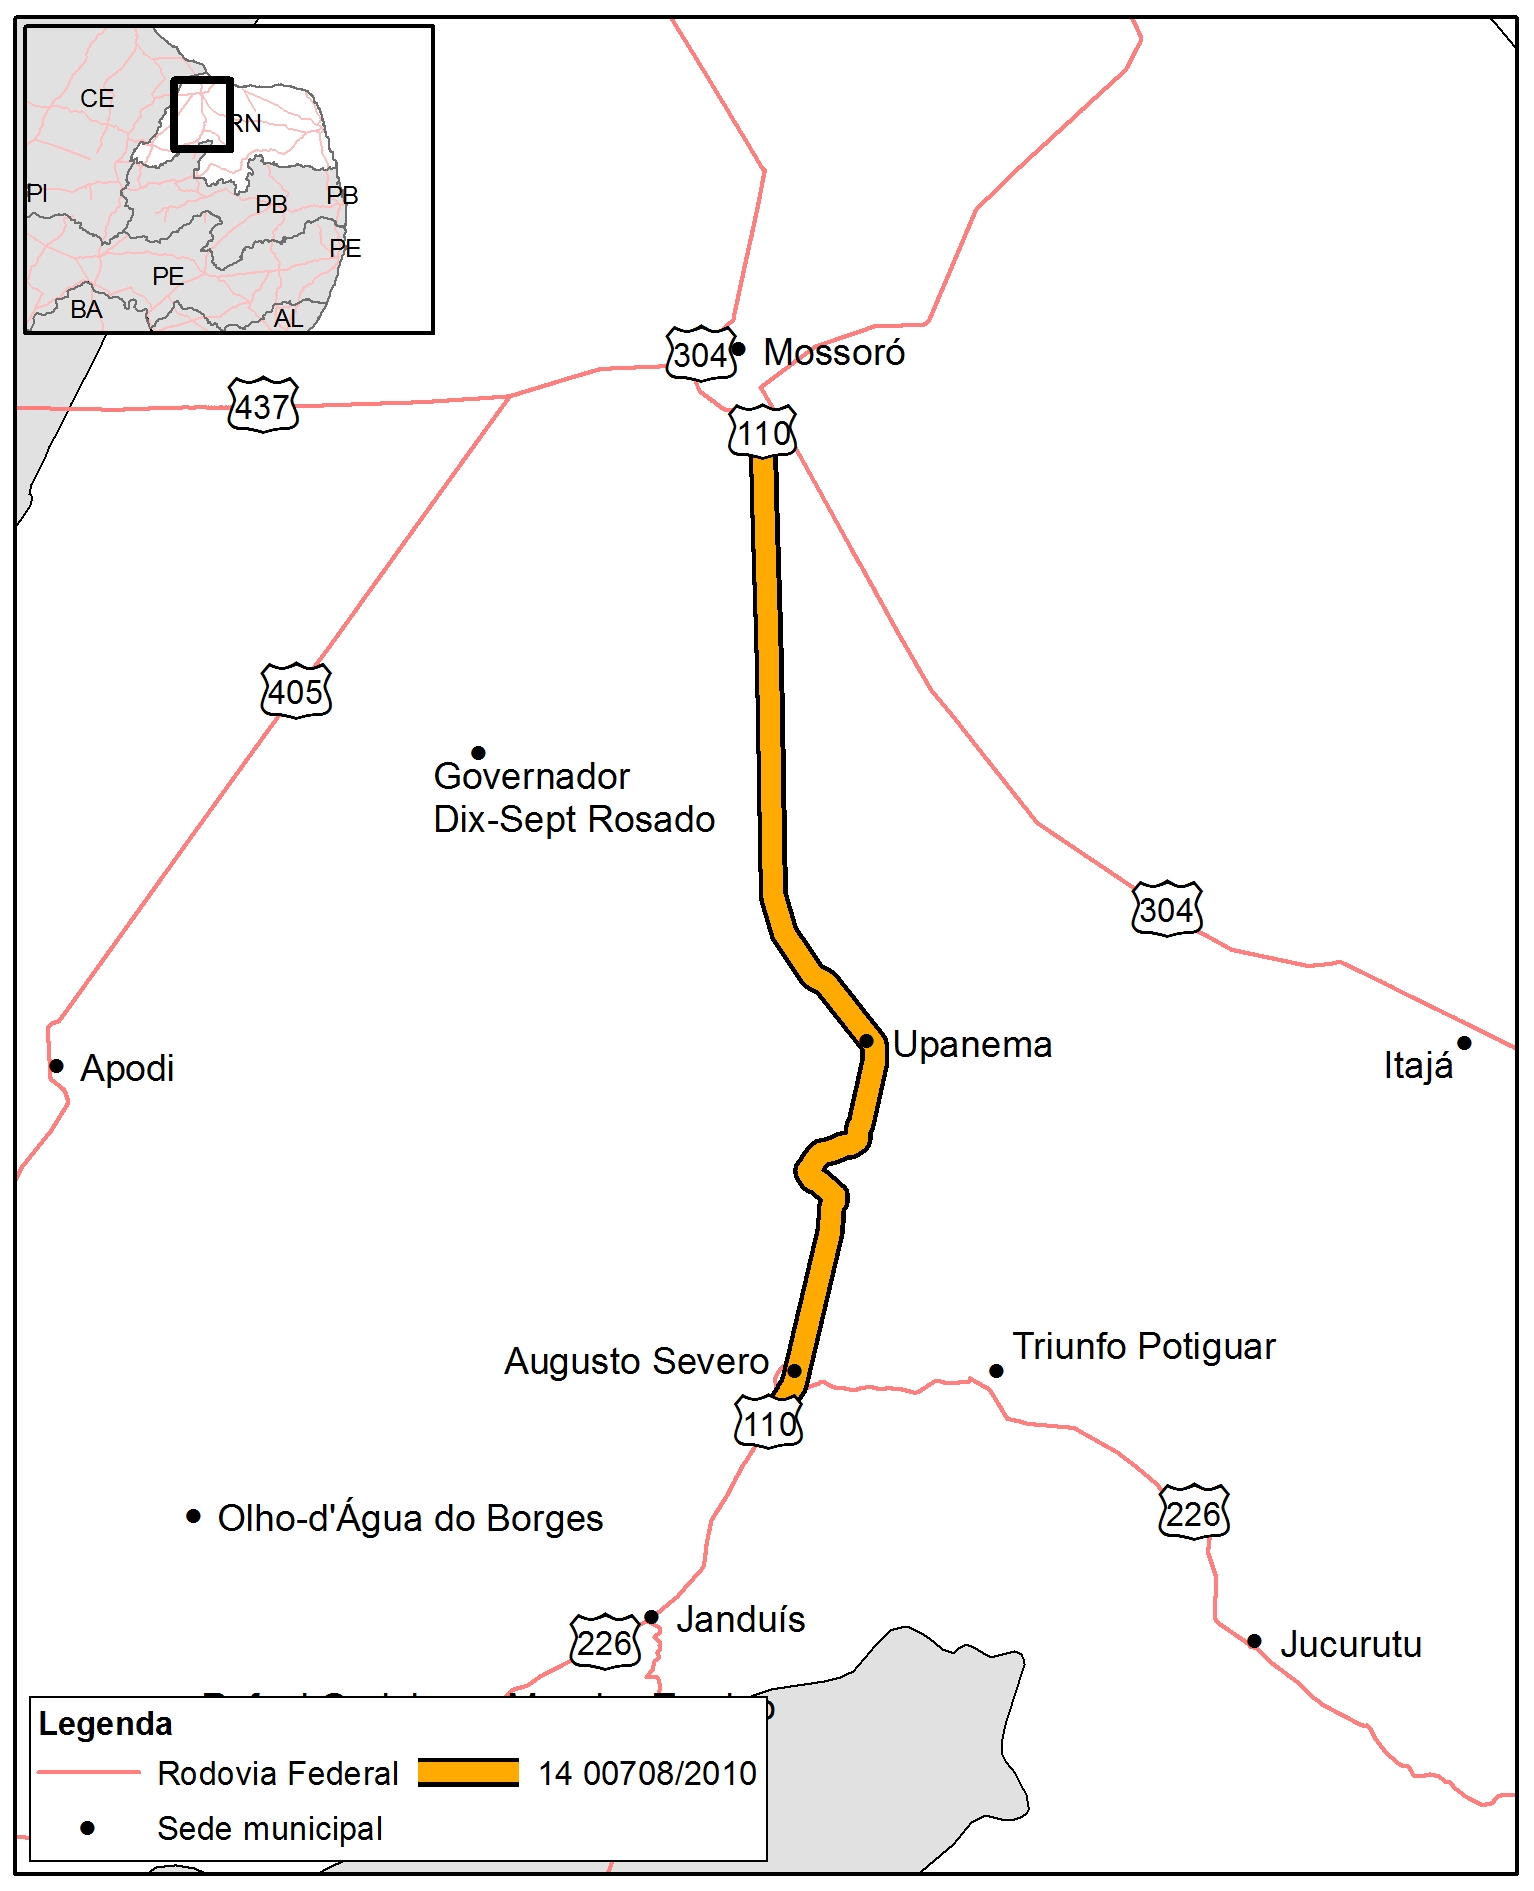 CE
RN
PI
PB
PB
PE
PE
BA
AL
304
Mossoró
437
110
405
Governador
Dix-Sept Rosado
304
Upanema
Itajá
Apodi
Triunfo Potiguar
Augusto Severo
110
226
Olho-d'Água do Borges
Janduís
226
Jucurutu
Legenda
Rodovia Federal
14 00708/2010
Sede municipal